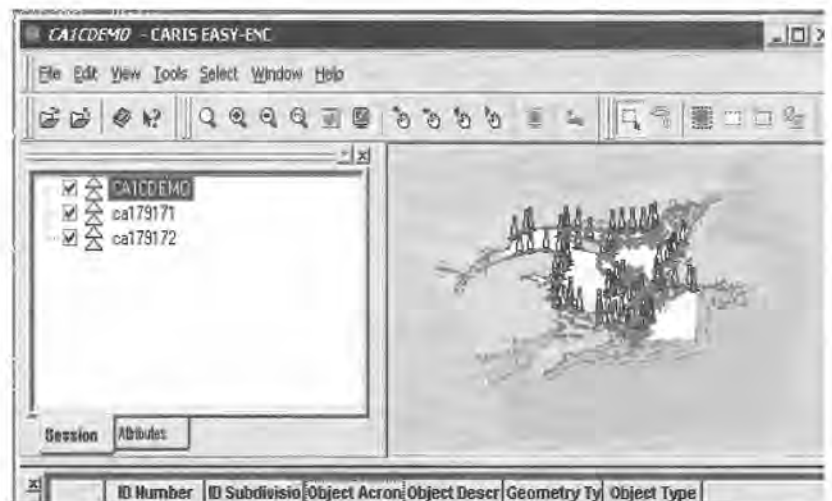 CA1CDEMO - CARIS EASY-ENC
File Edit View Tools Select Window Help
CA1CDEMO
ca179171
ca179172
Session Attributes
ID Number ID Subdivisio Object Acron Object Descr Geometry Ty Object Type